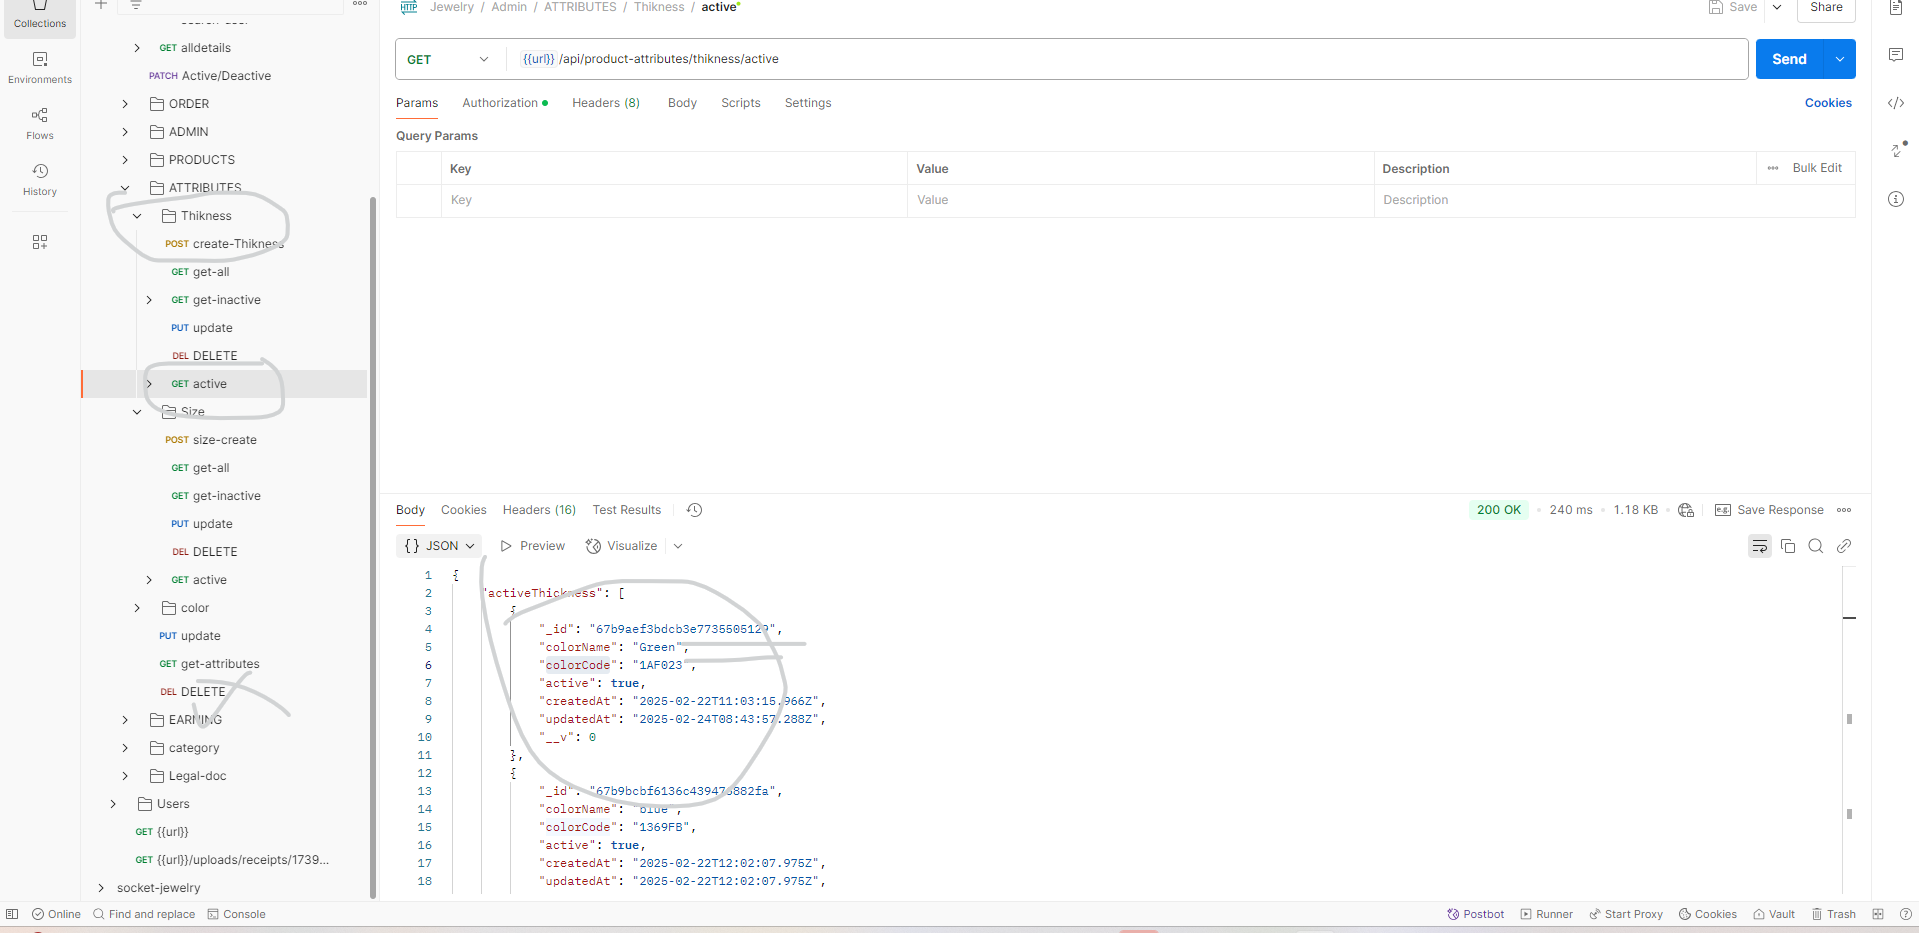 Collections
Environments
Flows
History
GET alldetails
PATCH Active/Deactive
ORDER
ADMIN
PRODUCTS
ATTRIBUTES
Thikness
POST create-Thikness
GET get-all
GET get-inactive
PUT update
DEL DELETE
GET active
Size
POST size-create
GET get-all
GET get-inactive
PUT update
DEL DELETE
GET active
color
PUT update
GET get-attributes
DEL DELETE
EARNING
category
Legal-doc
Users
GET {{url}}
GET {{url}}/uploads/receipts/1739...
socket-jewelry
HTTP Jewelry / Admin / ATTRIBUTES / Thikness / active
Save Share
GET {{url}} /api/product-attributes/thikness/active Send
Params Authorization Headers (8) Body Scripts Settings Cookies
Query Params
Key Value Description Bulk Edit
Key Value Description
Body Cookies Headers (16) Test Results 200 OK 240 ms 1.18 KB e.g. Save Response
{} JSON Preview Visualize
1 {
2 "activeThickness": [
3 {
4 "_id": "67b9aef3bdcb3e7735505129",
5 "colorName": "Green",
6 "colorCode": "1AF023",
7 "active": true,
8 "createdAt": "2025-02-22T11:03:15.966Z",
9 "updatedAt": "2025-02-24T08:43:57.288Z",
10 "__v": 0
11 },
12 {
13 "_id": "67b9bcbf6136c439475882fa",
14 "colorName": "blue",
15 "colorCode": "1369FB",
16 "active": true,
17 "createdAt": "2025-02-22T12:02:07.975Z",
18 "updatedAt": "2025-02-22T12:02:07.975Z",
Online Find and replace Console Postbot Runner Start Proxy Cookies Vault Trash